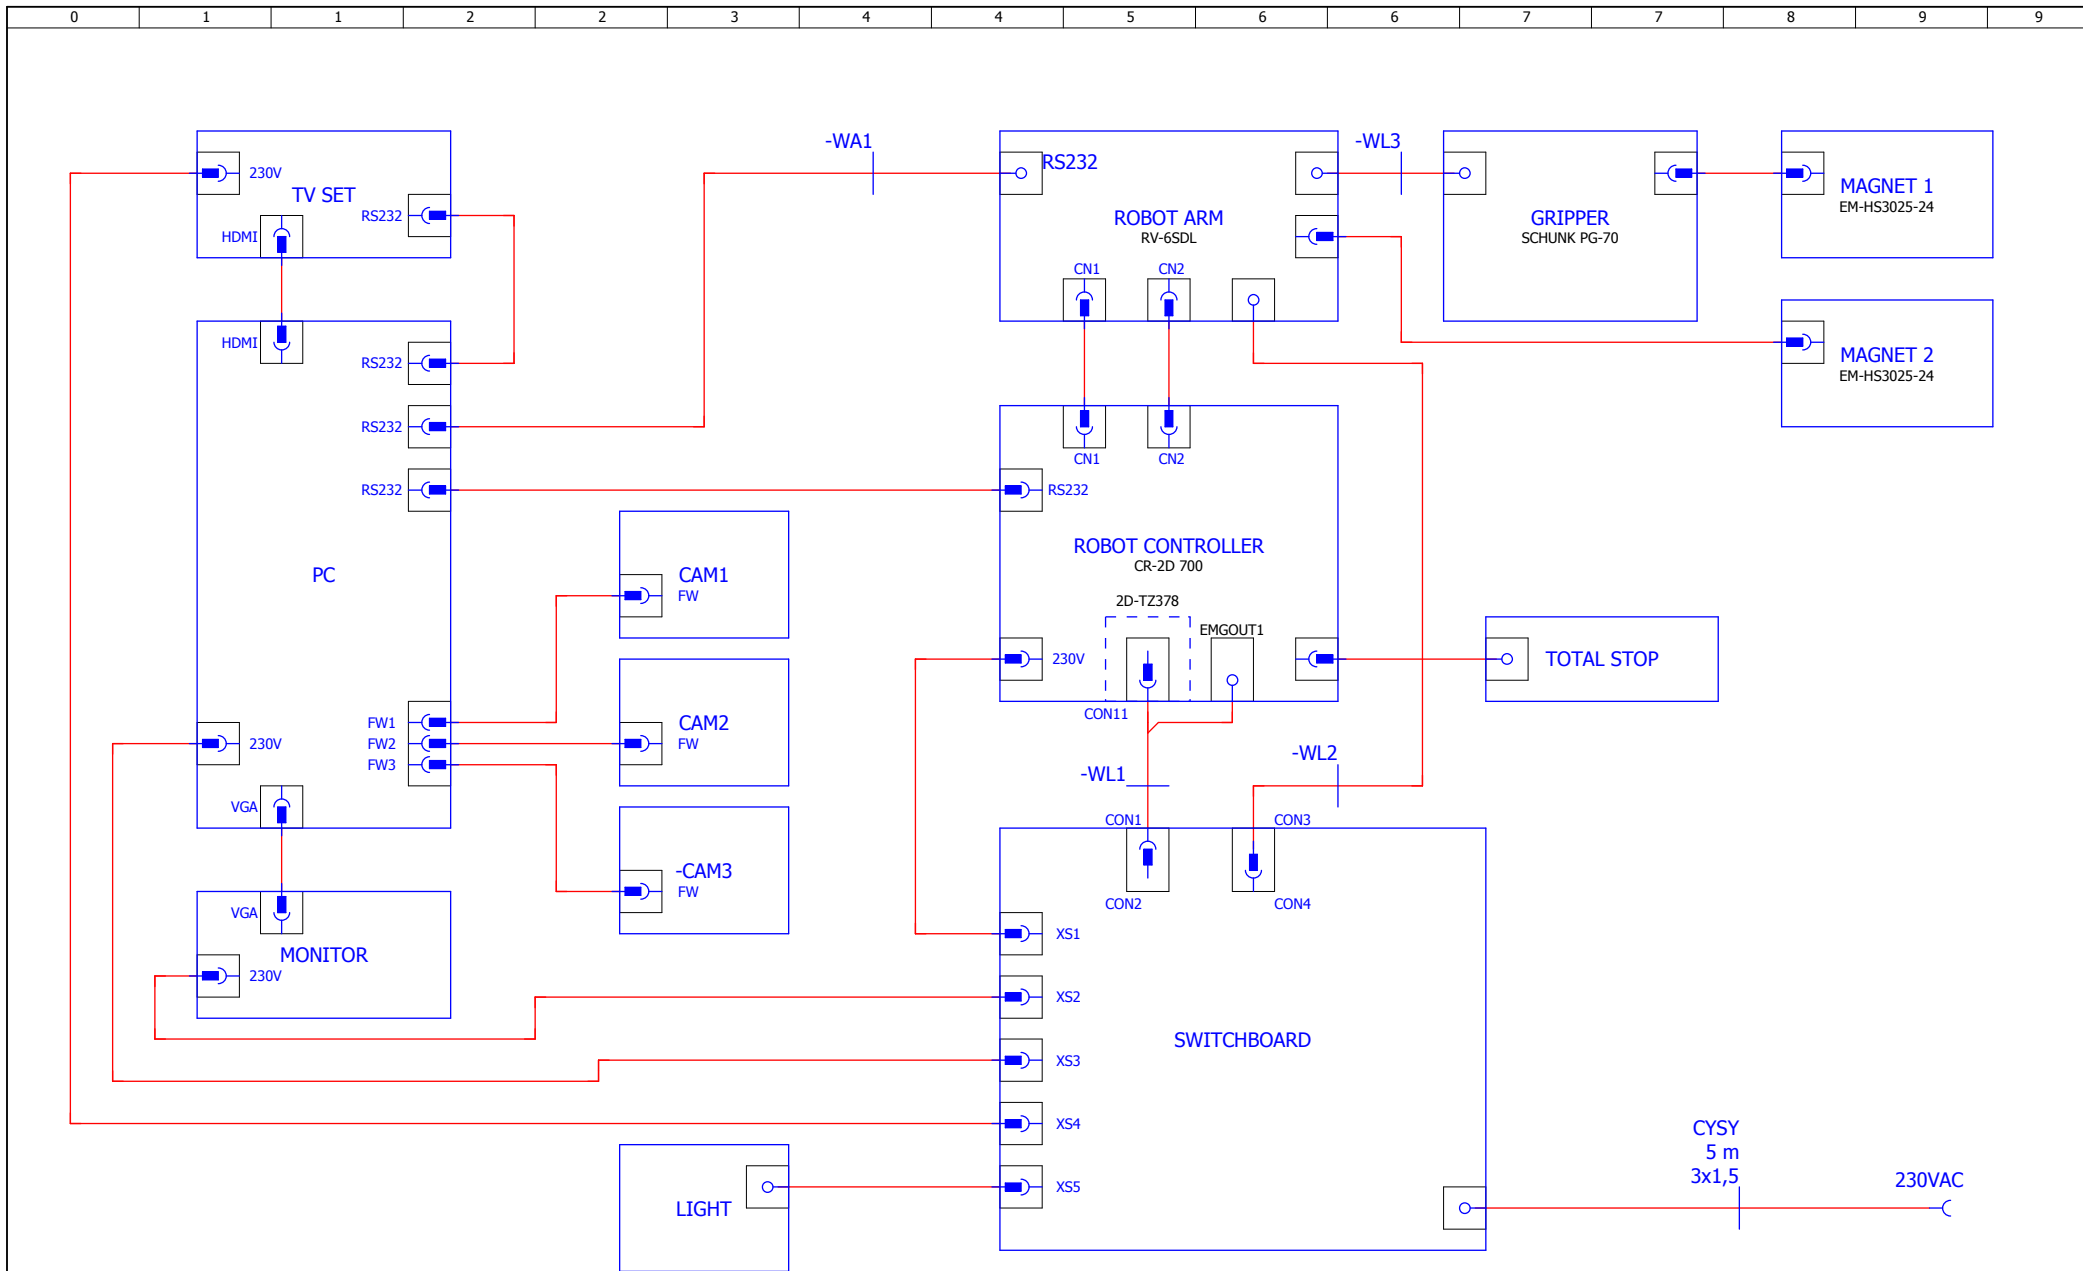 0 1 1 2 2 3 4 4 5 6 6 7 7 8 9 9
-WA1
-WL3
RS232
230V
TV SET
RS232
HDMI
ROBOT ARM
RV-6SDL
GRIPPER
SCHUNK PG-70
MAGNET 1
EM-HS3025-24
CN1
CN2
HDMI
RS232
MAGNET 2
EM-HS3025-24
RS232
CN1
CN2
RS232
RS232
ROBOT CONTROLLER
CR-2D 700
PC
CAM1
FW
2D-TZ378
EMGOUT1
230V
TOTAL STOP
CON11
FW1
FW2
FW3
230V
CAM2
FW
-WL1
-WL2
VGA
CON1
CON3
-CAM3
FW
CON2
CON4
VGA
MONITOR
230V
XS1
XS2
SWITCHBOARD
XS3
XS4
XS5
LIGHT
CYSY
5 m
3x1,5
230VAC